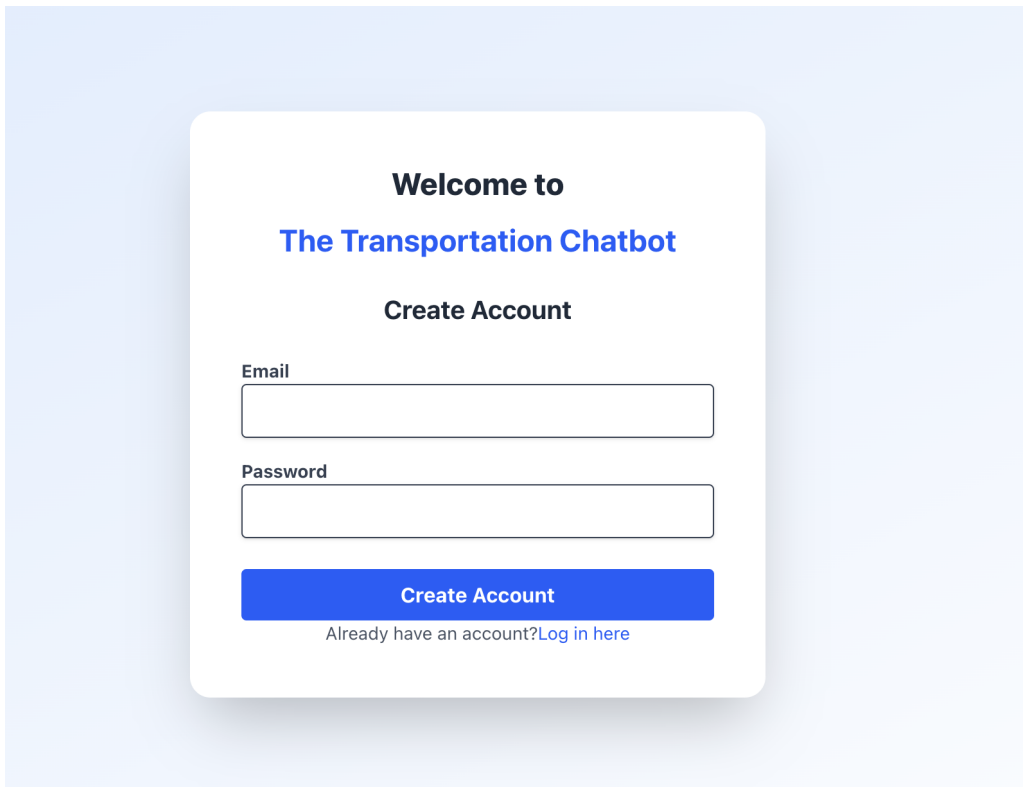 Welcome to
The Transportation Chatbot
Create Account
Email
Password
Create Account
Already have an account?Log in here